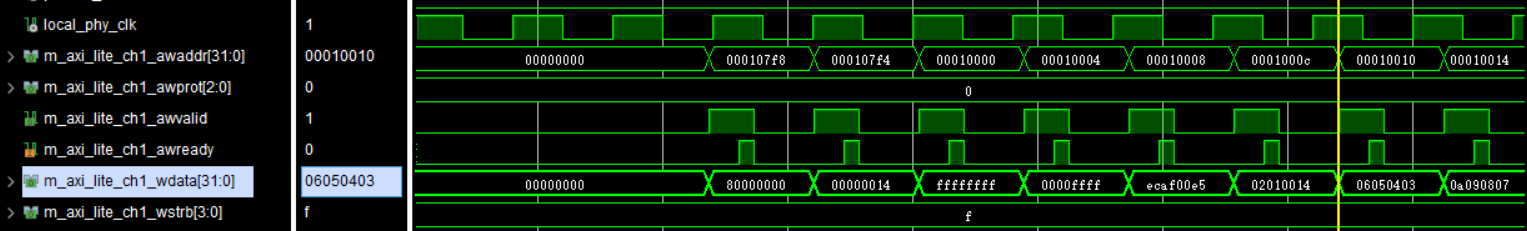 local_phy_clk 1
m_axi_lite_ch1_awaddr[31:0] 00010010 00000000 000107f8 000107f4 00010000 00010004 00010008 0001000c 00010010 00010014
m_axi_lite_ch1_awprot[2:0] 0 0
m_axi_lite_ch1_awvalid 1
m_axi_lite_ch1_awready 0
m_axi_lite_ch1_wdata[31:0] 06050403 00000000 80000000 00000014 ffffffff 0000ffff ecaf00e5 02010014 06050403 0a090807
m_axi_lite_ch1_wstrb[3:0] f f